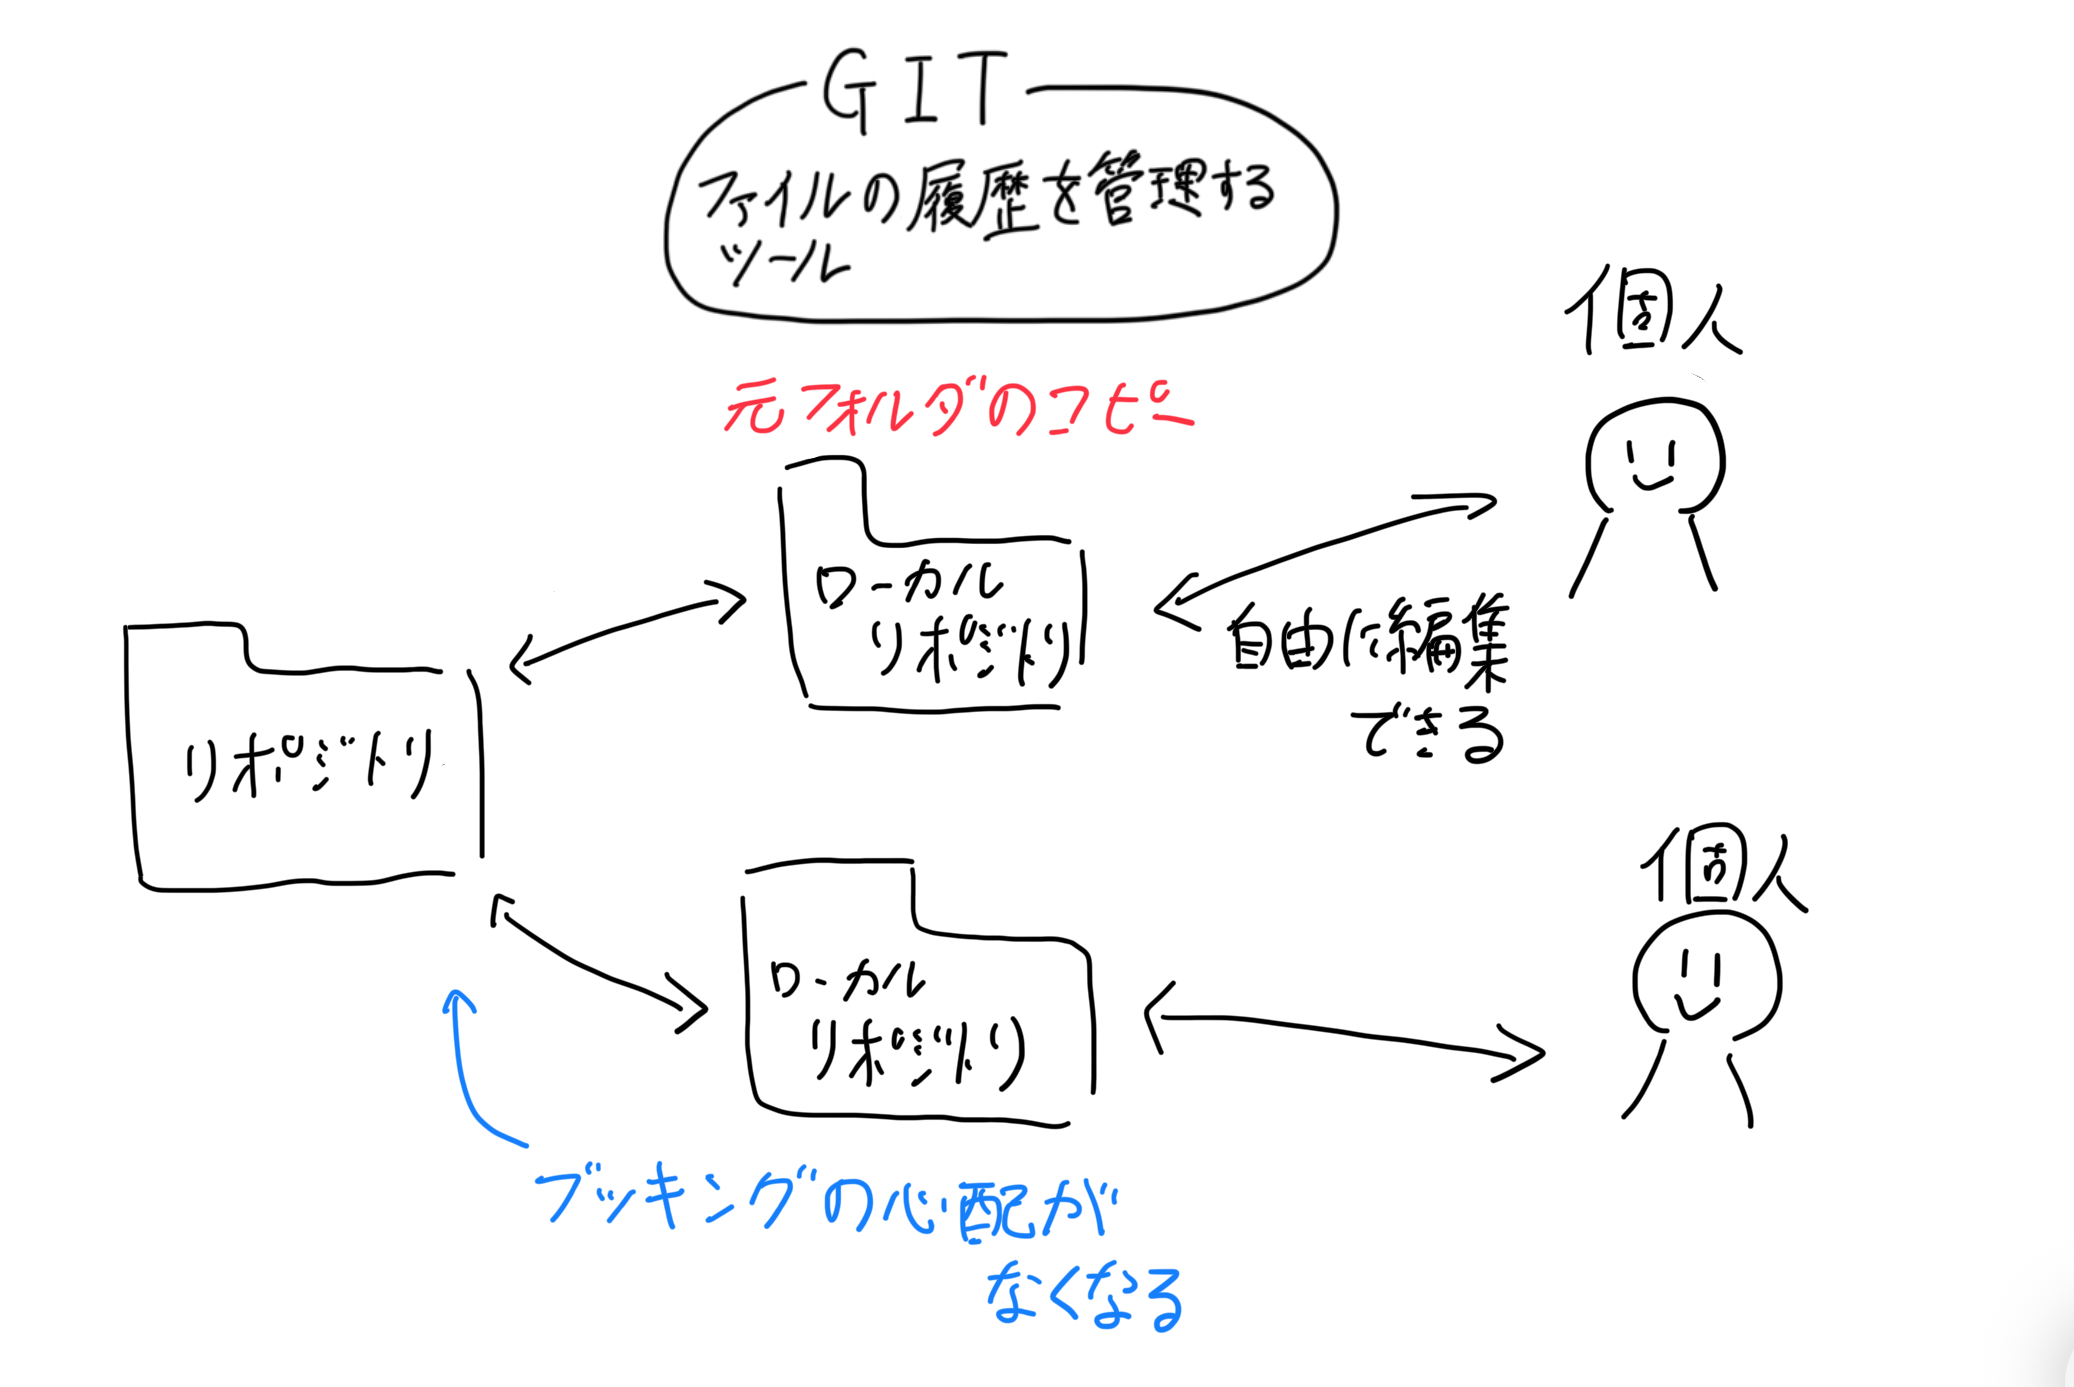 GIT
ファイルの履歴を管理する
ツール
元フォルダのコピー
個人
ローカル
リポジトリ
自由に編集
できる
リポジトリ
個人
ローカル
リポジトリ
ブッキングの心配が
なくなる